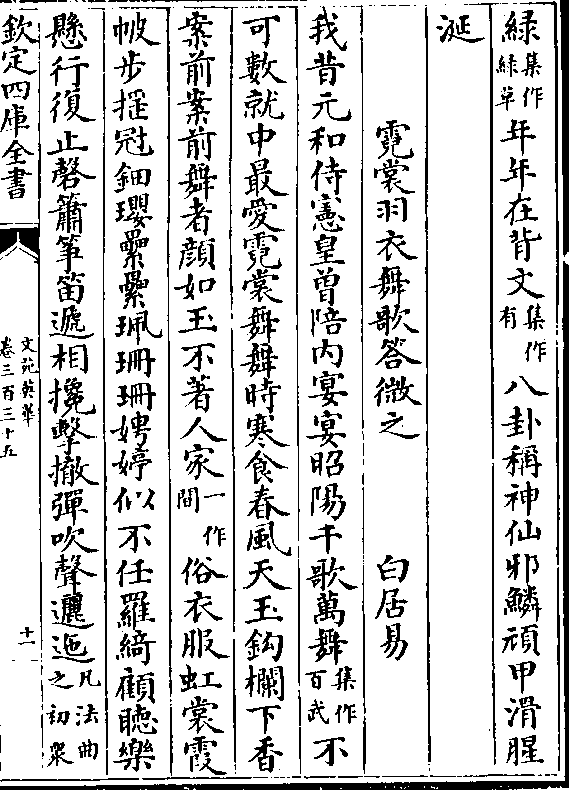 緑集作緑草年年在背文集作有八卦稱神仙邪鱗頑甲滑腥
涎
霓裳羽衣舞歌答微之 白居易
我昔元和侍憲皇曾陪内宴宴昭陽千歌萬舞集作百武不
可數就中最愛霓裳舞舞時寒食春風天玉鈎欄下香
案前案前舞者顔如玉不著人家一作間俗衣服虹裳霞
帔步揺冠鈿瓔纍纍珮珊珊娉婷似不任羅綺顧聽樂
懸行復止磬簫筝笛遞相攙擊擪彈吹聲邐迤凡法曲之初衆
欽定四庫全書
文苑英華
卷三百三十五
十一